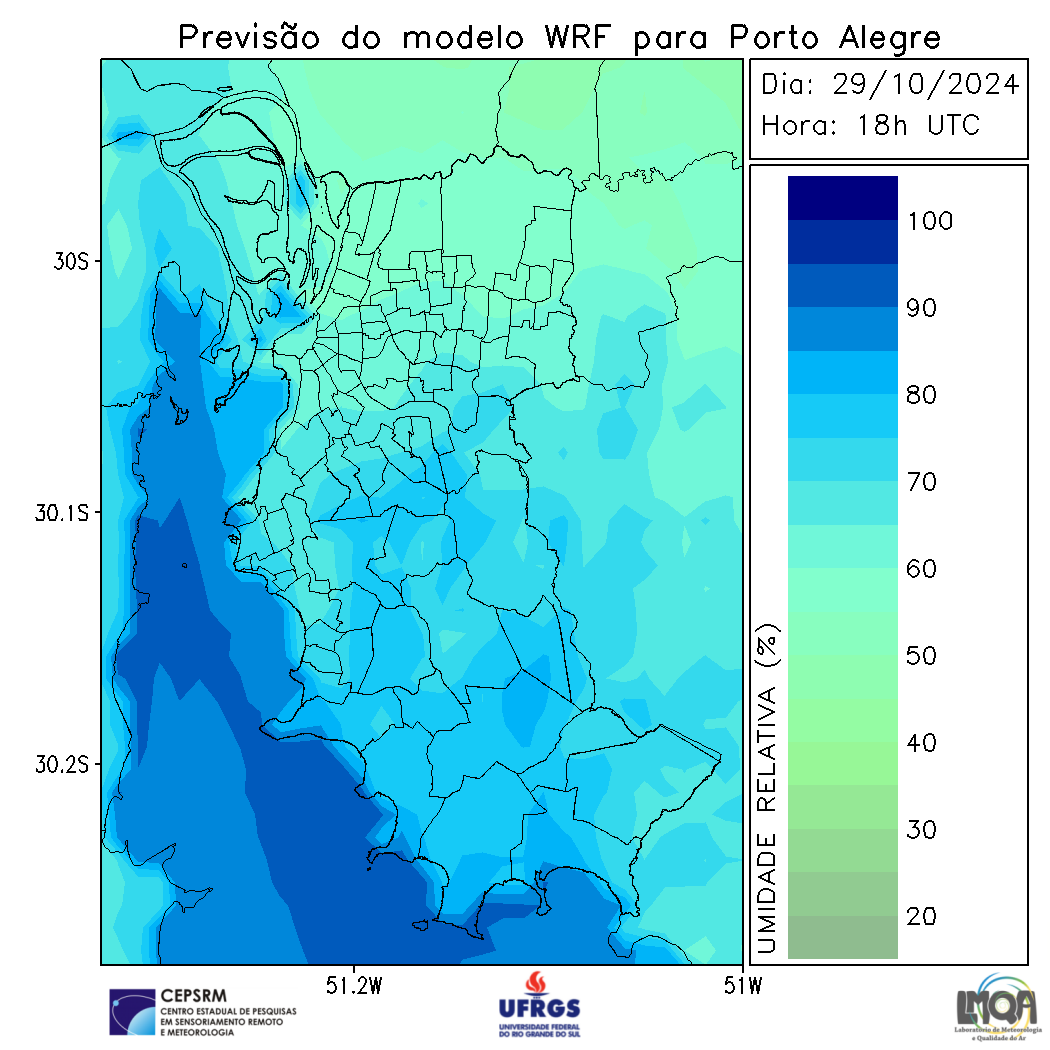 Previsão do modelo WRF para Porto Alegre
Dia: 29/10/2024
Hora: 18h UTC
30S
30.1S
30.2S
51.2W
51W
UMIDADE RELATIVA (%)
100
90
80
70
60
50
40
30
20
CEPSRM
CENTRO ESTADUAL DE PESQUISAS
EM SENSORIAMENTO REMOTO
E METEOROLOGIA
UFRGS
UNIVERSIDADE FEDERAL
DO RIO GRANDE DO SUL
LMQA
Laboratório de Meteorologia
e Qualidade do Ar